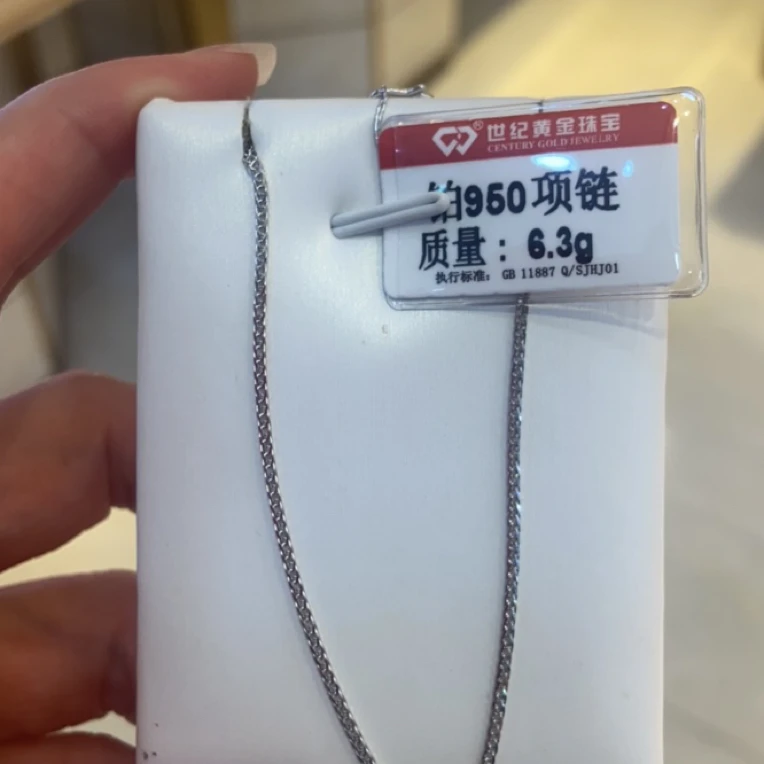 ® 世纪黄金珠宝
CENTURY GOLD JEWELRY
铂950项链
质量：6.3g
执行标准： GB 11887 Q/SJHJ01